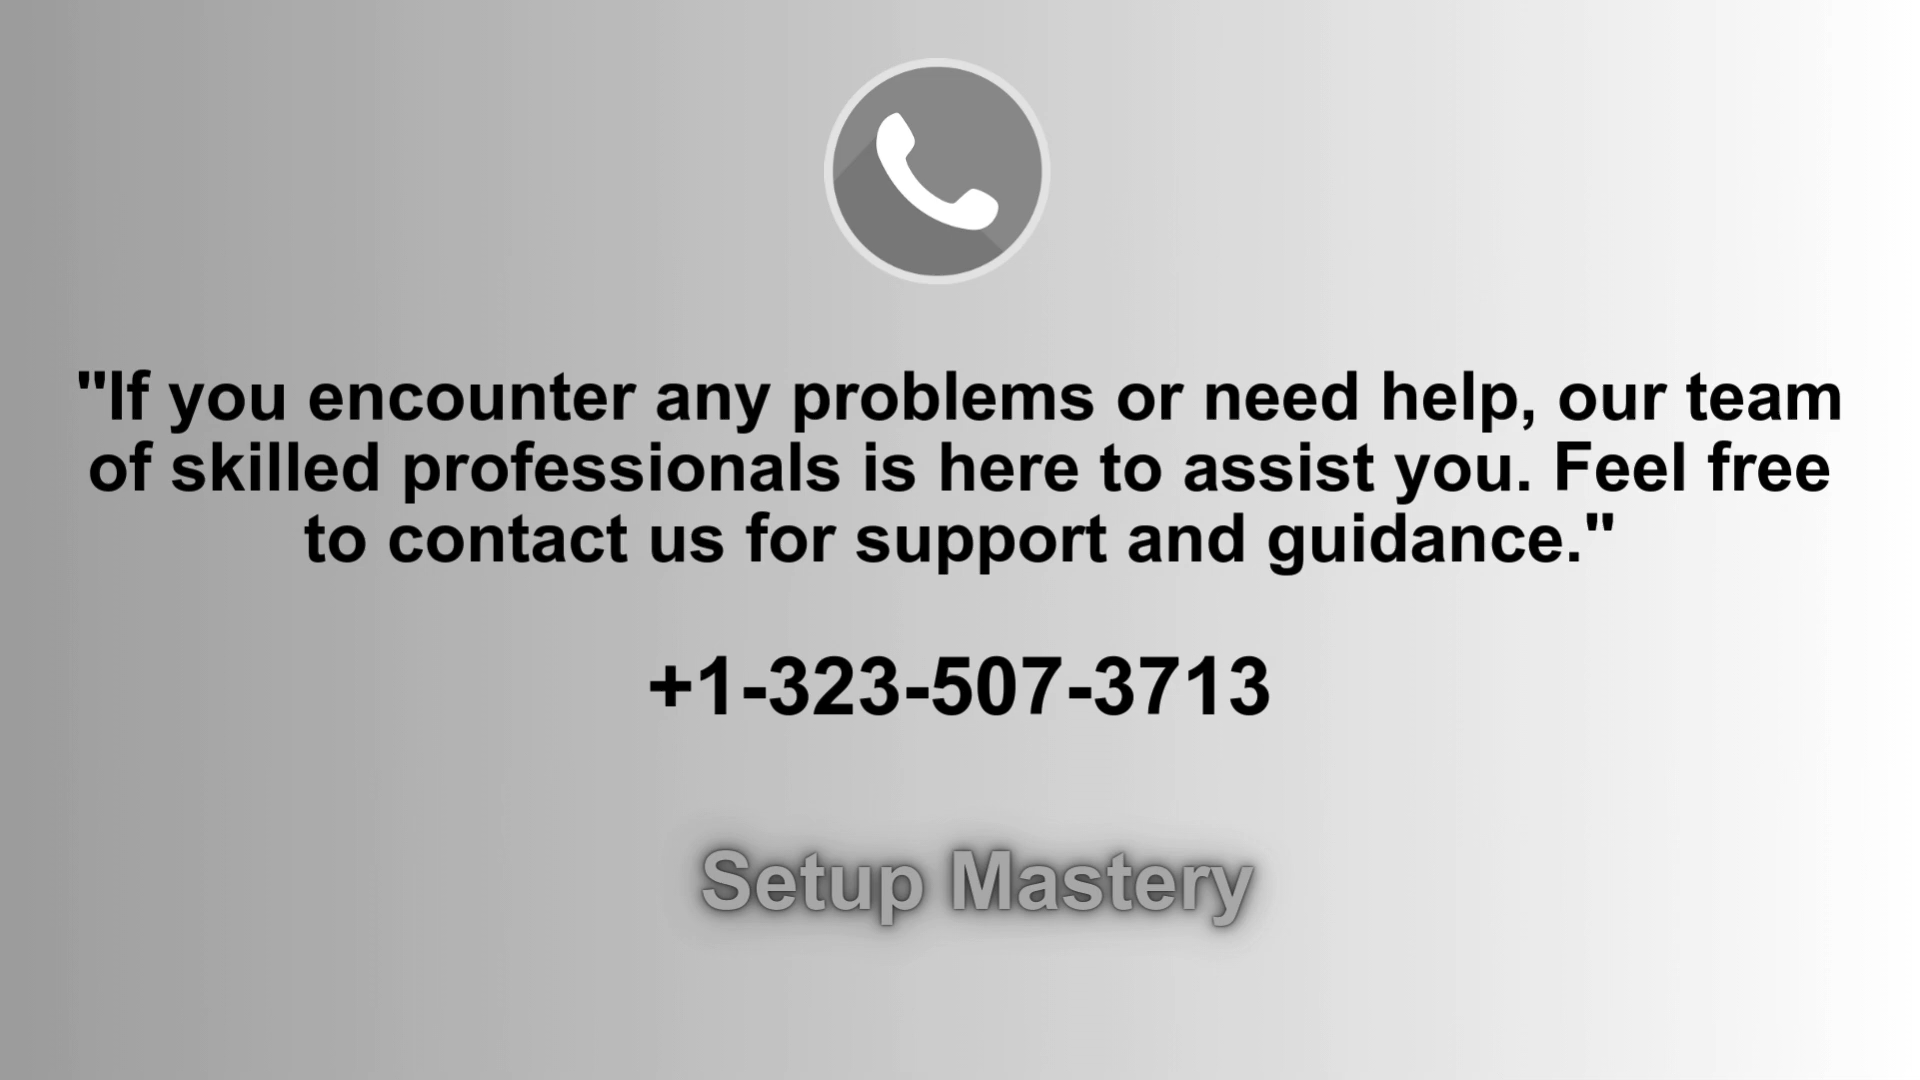 "If you encounter any problems or need help, our team
of skilled professionals is here to assist you. Feel free
to contact us for support and guidance."
+1-323-507-3713
Setup Mastery